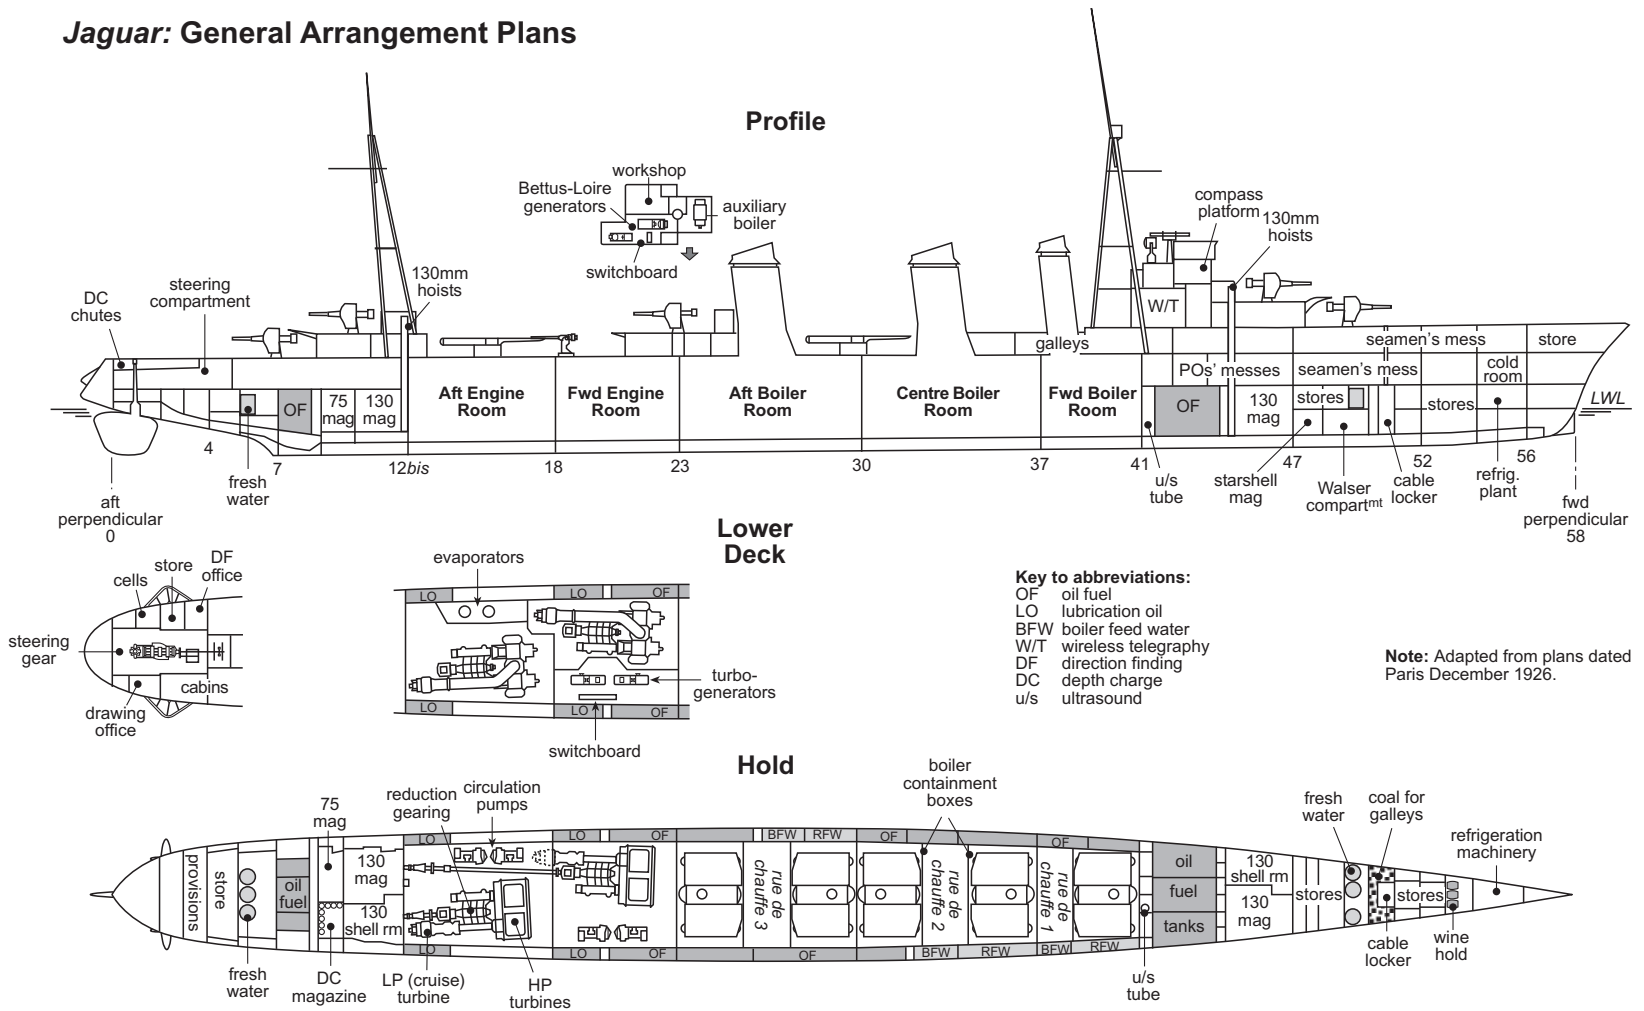 Jaguar: General Arrangement Plans
Profile
workshop
Bettus-Loire
generators
auxiliary
boiler
switchboard
compass
platform
130mm
hoists
steering
compartment
130mm
hoists
DC
chutes
W/T
galleys
seamen's mess
store
POs' messes
seamen's mess
cold
room
OF
75
mag
130
mag
Aft Engine
Room
Fwd Engine
Room
Aft Boiler
Room
Centre Boiler
Room
Fwd Boiler
Room
OF
130
mag
stores
stores
LWL
4
7
12bis
18
23
30
37
41
47
52
56
fresh
water
aft
perpendicular
0
u/s
tube
starshell
mag
Walser
compartmt
cable
locker
refrig.
plant
fwd
perpendicular
58
Lower
Deck
cells
store
DF
office
steering
gear
cabins
drawing
office
evaporators
LO
LO
OF
turbo-
generators
LO
LO
OF
switchboard
Key to abbreviations:
OF oil fuel
LO lubrication oil
BFW boiler feed water
W/T wireless telegraphy
DF direction finding
DC depth charge
u/s ultrasound
Note: Adapted from plans dated
Paris December 1926.
Hold
75
mag
reduction
gearing
circulation
pumps
boiler
containment
boxes
fresh
water
coal for
galleys
refrigeration
machinery
LO
LO
OF
BFW
RFW
OF
OF
provisions
store
oil
fuel
130
mag
130
shell rm
rue de
chauffe 3
rue de
chauffe 2
rue de
chauffe 1
oil
fuel
tanks
130
shell rm
130
mag
stores
stores
LO
LO
OF
OF
BFW
RFW
BFW
RFW
fresh
water
DC
magazine
LP (cruise)
turbine
HP
turbines
u/s
tube
cable
locker
wine
hold